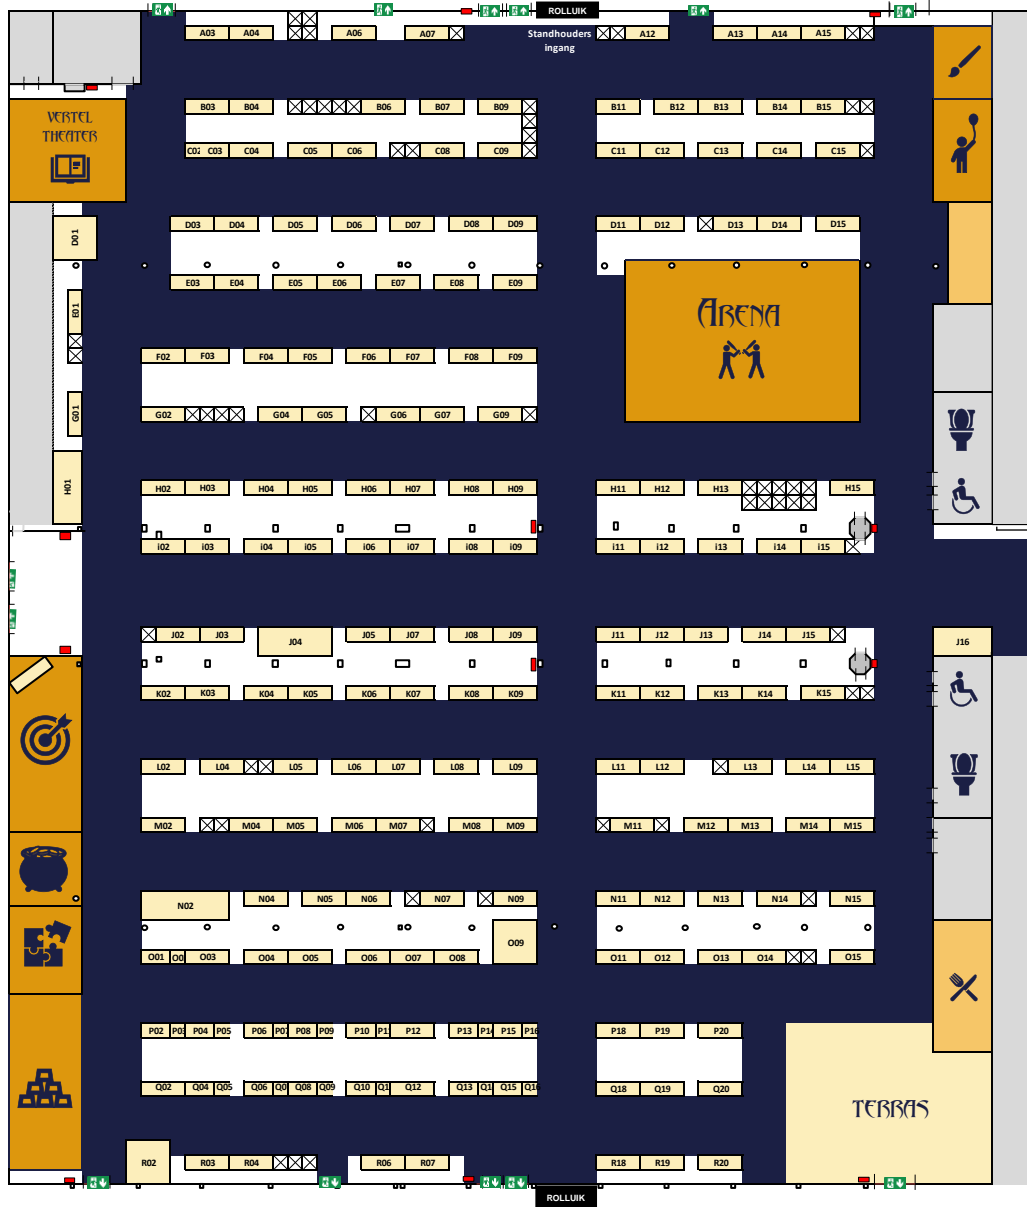 ROLLUIK
A03 A04 A06 A07 A12 A13 A14 A15
Standhouders
ingang
B03 B04 B06 B07 B09 B11 B12 B13 B14 B15
VERTEL
THEATER
C03 C04 C05 C06 C08 C09 C11 C12 C13 C14 C15
D01
D03 D04 D05 D06 D07 D08 D09 D11 D12 D13 D14 D15
E03 E04 E05 E06 E07 E08 E09
E01
ARENA
F02 F03 F04 F05 F06 F07 F08 F09
G01
G02 G04 G05 G06 G07 G09
H01
H02 H03 H04 H05 H06 H07 H08 H09 H11 H12 H13 H15
i02 i03 i04 i05 i06 i07 i08 i09 i11 i12 i13 i14 i15
J02 J03 J04 J05 J07 J08 J09 J11 J12 J13 J14 J15 J16
K02 K03 K04 K05 K06 K07 K08 K09 K11 K12 K13 K14 K15
L02 L04 L05 L06 L07 L08 L09 L11 L12 L13 L14 L15
M02 M04 M05 M06 M07 M08 M09 M11 M12 M13 M14 M15
N02 N04 N05 N06 N07 N09 N11 N12 N13 N14 N15
O09
O01 O03 O04 O05 O06 O07 O08 O11 O12 O13 O14 O15
P02 P04 P05 P06 P08 P09 P10 P12 P13 P15 P16 P18 P19 P20
Q02 Q04 Q05 Q06 Q08 Q09 Q10 Q12 Q13 Q15 Q18 Q19 Q20
TERRAS
R02 R03 R04 R06 R07 R18 R19 R20
ROLLUIK